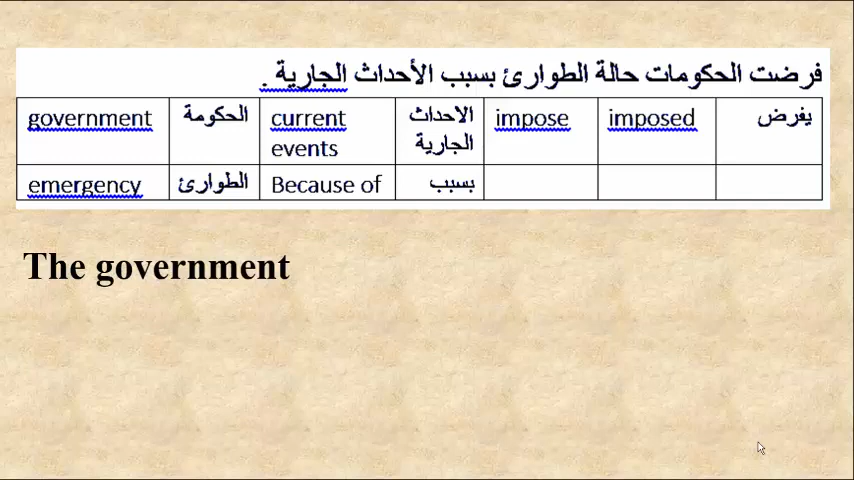 فرضت الحكومات حالة الطوارئ بسبب الأحداث الجارية .
government الحكومة current events الاحداث الجارية impose imposed يفرض
emergency الطوارئ Because of بسبب
The government